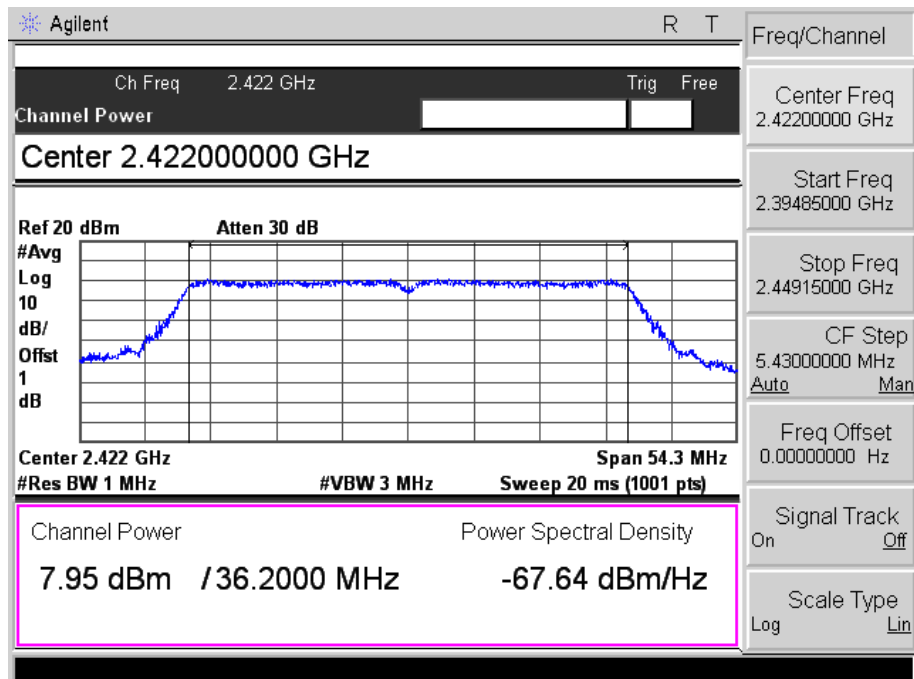 Agilent R T
Ch Freq 2.422 GHz Trig Free
Channel Power
Center 2.422000000 GHz
Ref 20 dBm Atten 30 dB
#Avg
Log
10
dB/
Offst
1
dB
Center 2.422 GHz Span 54.3 MHz
#Res BW 1 MHz #VBW 3 MHz Sweep 20 ms (1001 pts)
Channel Power Power Spectral Density
7.95 dBm / 36.2000 MHz -67.64 dBm/Hz
Freq/Channel
Center Freq
2.42200000 GHz
Start Freq
2.39485000 GHz
Stop Freq
2.44915000 GHz
CF Step
5.43000000 MHz
Auto Man
Freq Offset
0.00000000 Hz
Signal Track
On Off
Scale Type
Log Lin